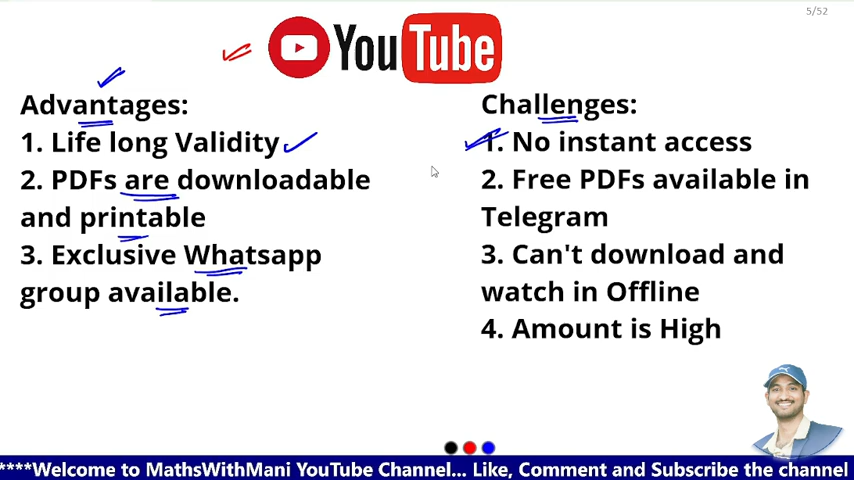 5/52
YouTube
Advantages:
1. Life long Validity
2. PDFs are downloadable
and printable
3. Exclusive Whatsapp
group available.
Challenges:
1. No instant access
2. Free PDFs available in
Telegram
3. Can't download and
watch in Offline
4. Amount is High
****Welcome to MathsWithMani YouTube Channel... Like, Comment and Subscribe the channel